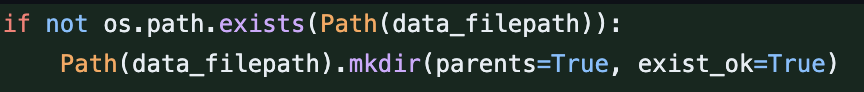 if not os.path.exists(Path(data_filepath)):
    Path(data_filepath).mkdir(parents=True, exist_ok=True)